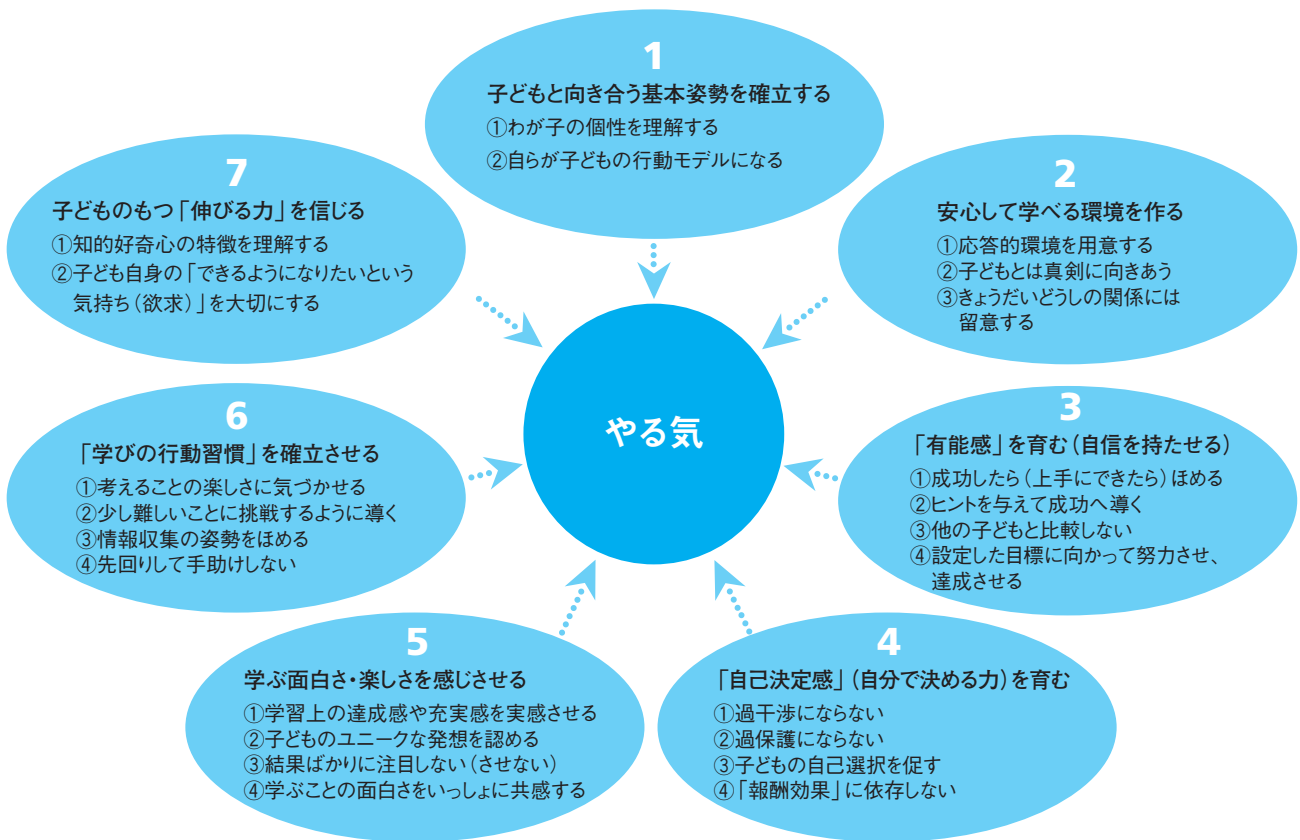 1
子どもと向き合う基本姿勢を確立する
①わが子の個性を理解する
②自らが子どもの行動モデルになる
2
安心して学べる環境を作る
①応答的環境を用意する
②子どもとは真剣に向きあう
③きょうだいどうしの関係には
留意する
3
「有能感」を育む(自信を持たせる)
①成功したら(上手にできたら)ほめる
②ヒントを与えて成功へ導く
③他の子どもと比較しない
④設定した目標に向かって努力させ、
達成させる
4
「自己決定感」(自分で決める力)を育む
①過干渉にならない
②過保護にならない
③子どもの自己選択を促す
④「報酬効果」に依存しない
5
学ぶ面白さ・楽しさを感じさせる
①学習上の達成感や充実感を実感させる
②子どものユニークな発想を認める
③結果ばかりに注目しない(させない)
④学ぶことの面白さをいっしょに共感する
6
「学びの行動習慣」を確立させる
①考えることの楽しさに気づかせる
②少し難しいことに挑戦するように導く
③情報収集の姿勢をほめる
④先回りして手助けしない
7
子どものもつ「伸びる力」を信じる
①知的好奇心の特徴を理解する
②子ども自身の「できるようになりたいという
気持ち(欲求)」を大切にする
やる気